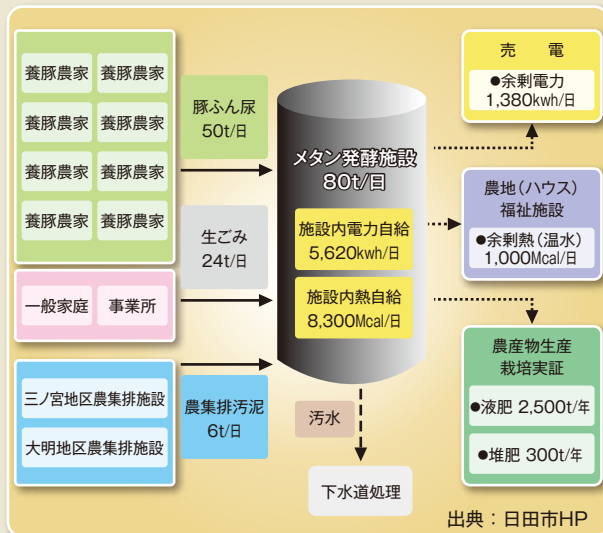 養豚農家 養豚農家
養豚農家 養豚農家
養豚農家 養豚農家
養豚農家 養豚農家
一般家庭 事業所
三ノ宮地区農集排施設
大明地区農集排施設
豚ふん尿
50t/日
生ごみ
24t/日
農集排汚泥
6t/日
メタン発酵施設
80t/日
施設内電力自給
5,620kwh/日
施設内熱自給
8,300Mcal/日
汚水
下水道処理
売 電
●余剰電力
1,380kwh/日
農地(ハウス)
福祉施設
●余剰熱(温水)
1,000Mcal/日
農産物生産
栽培実証
●液肥 2,500t/年
●堆肥 300t/年
出典:日田市HP